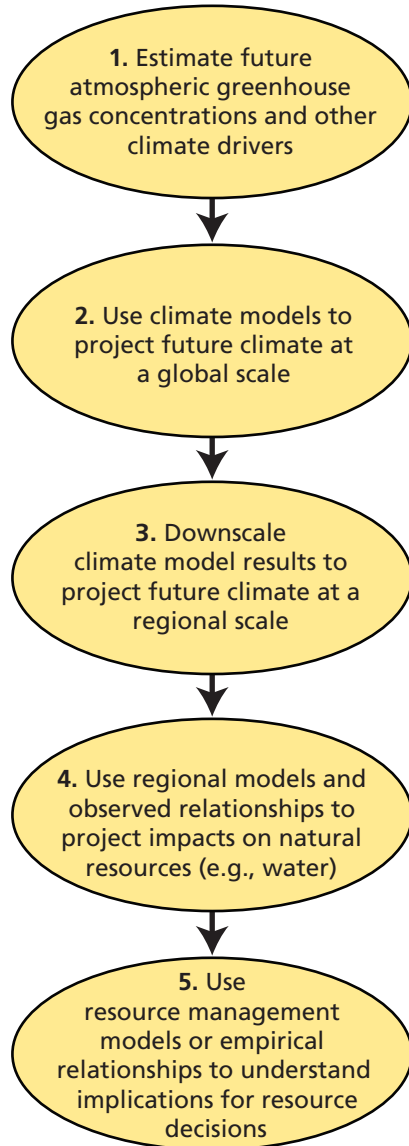 1. Estimate future
atmospheric greenhouse
gas concentrations and other
climate drivers
2. Use climate models to
project future climate at
a global scale
3. Downscale
climate model results to
project future climate at a
regional scale
4. Use regional models and
observed relationships to
project impacts on natural
resources (e.g., water)
5. Use
resource management
models or empirical
relationships to understand
implications for resource
decisions